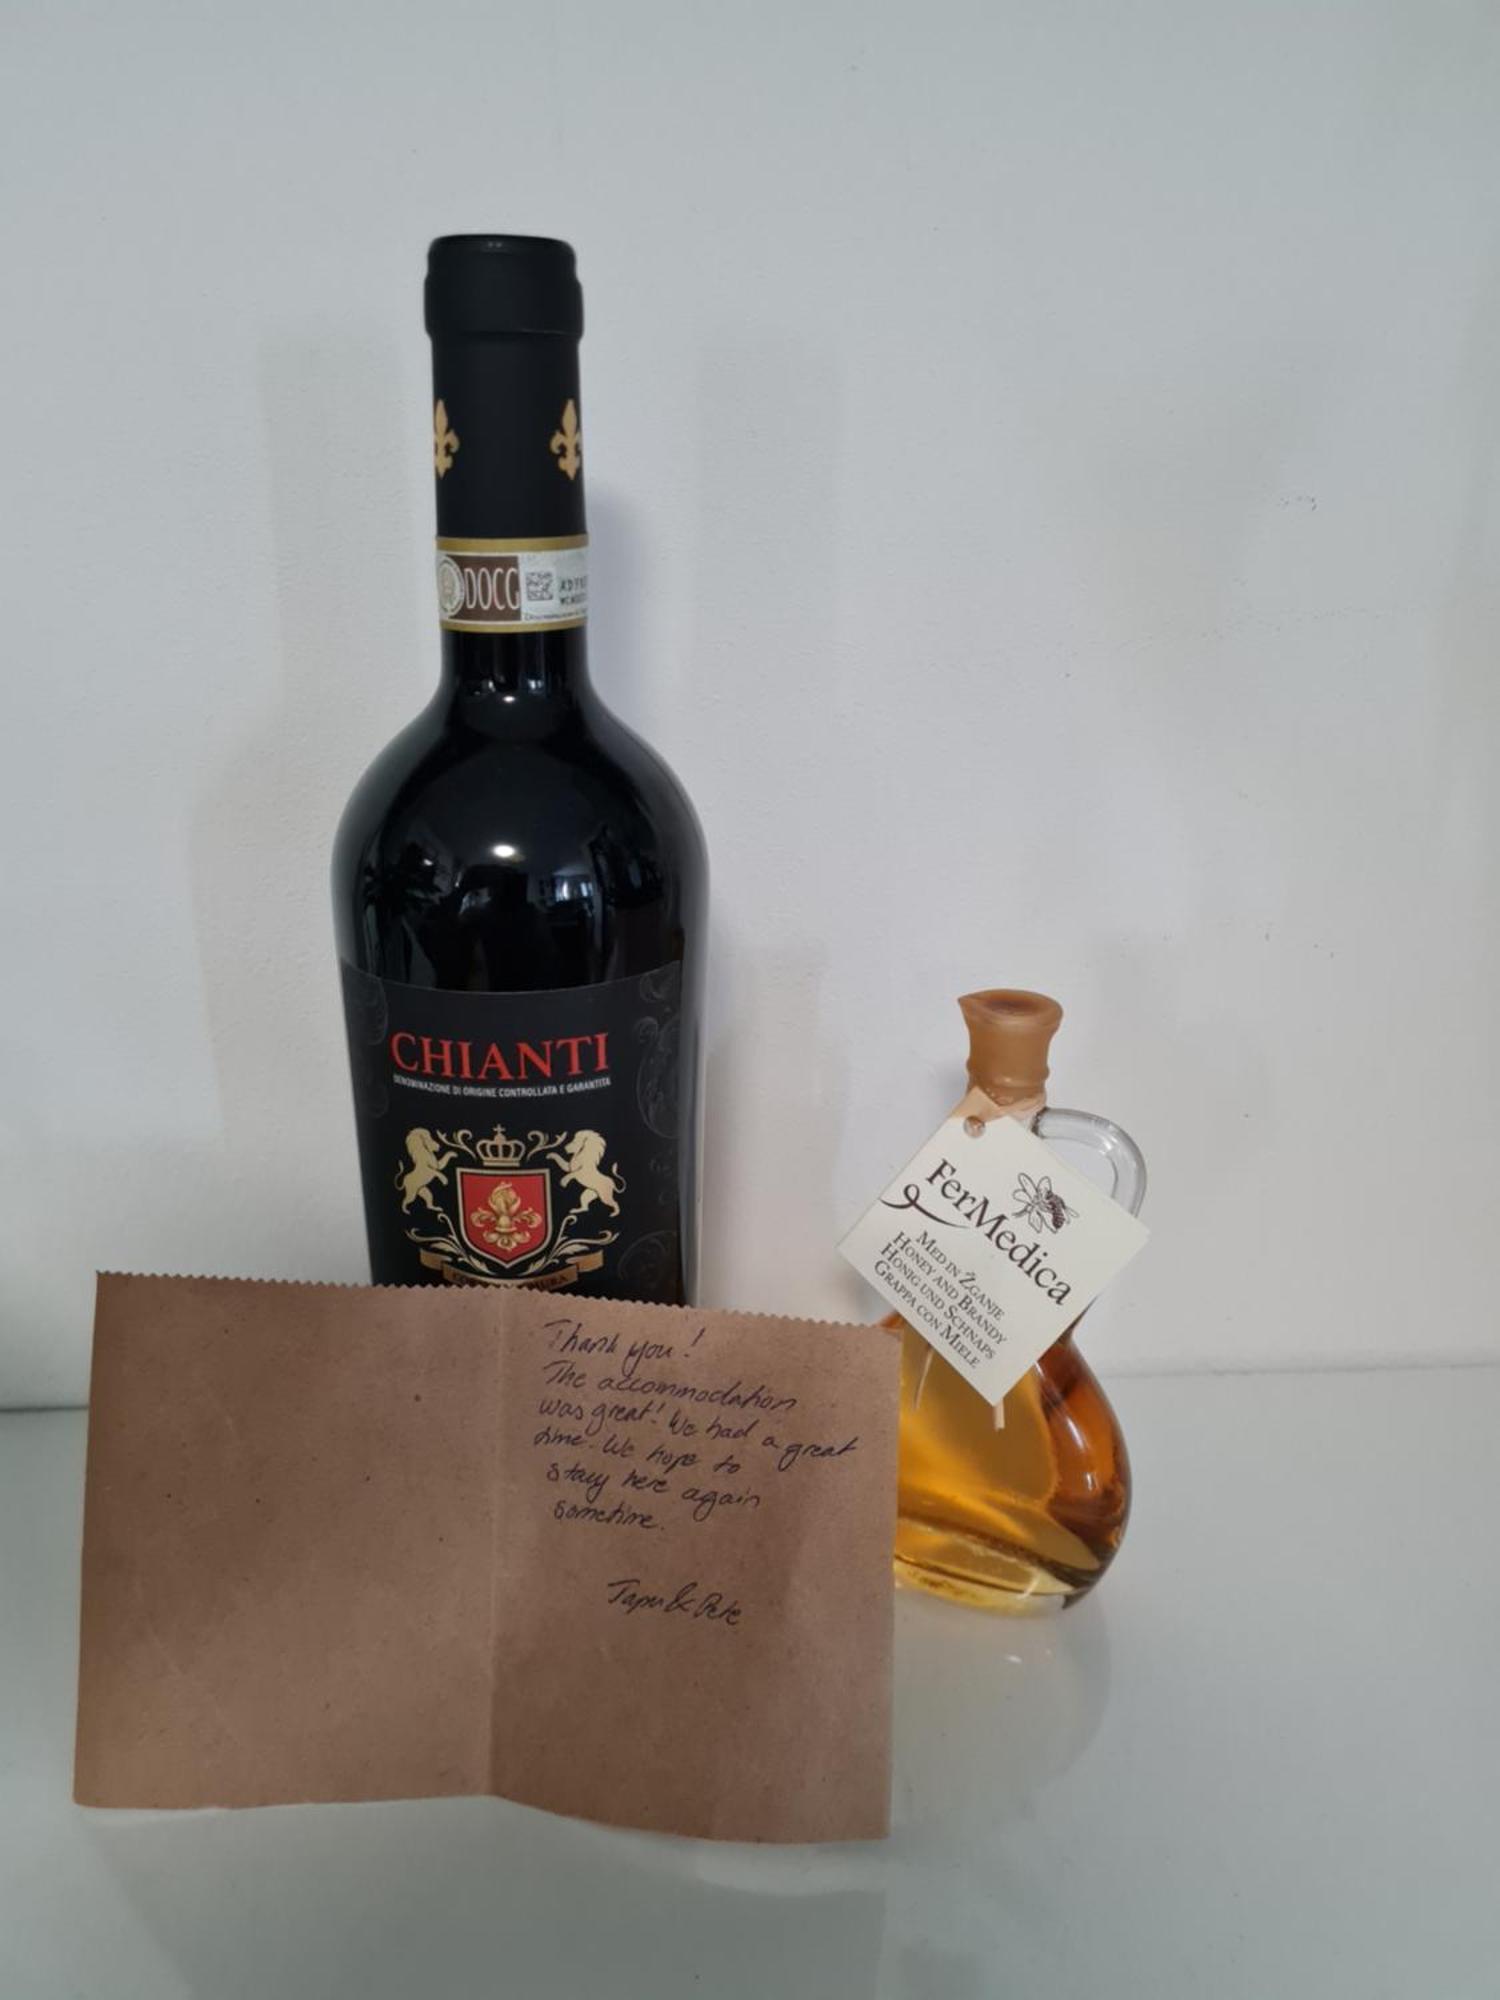 DOCG
CHIANTI
DENOMINAZIONE DI ORIGINE CONTROLLATA E GARANTITA
FerMedica
MED IN ŽGANJE
HONEY AND BRANDY
HONIG UND SCHNAPS
GRAPPA CON MIELE
Thank you!
The accommodation
was great! We had a great
time. We hope to
stay here again
sometime.
& Pete